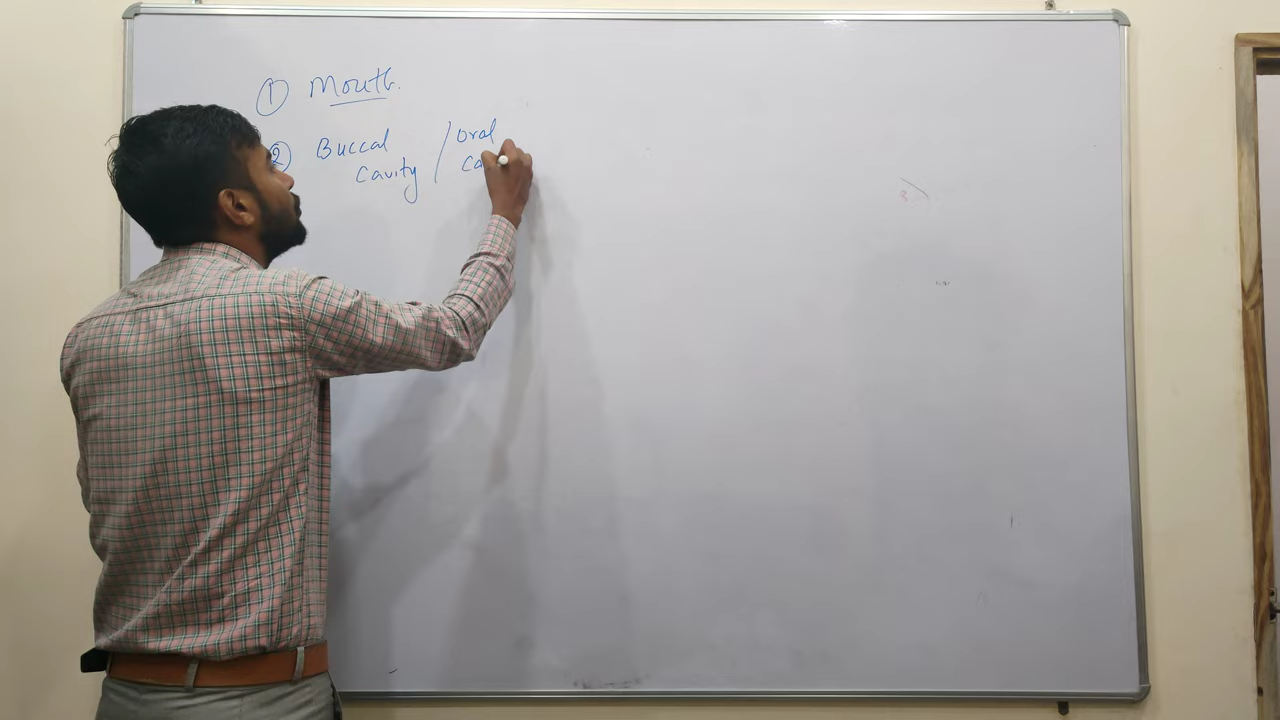 ① Mouth.
② Buccal / Oral
cavity